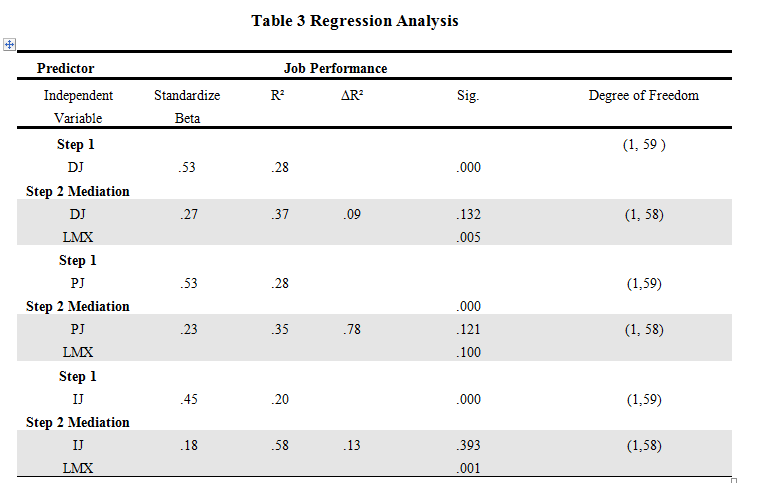 Table 3 Regression Analysis
Predictor Job Performance
Independent Variable Standardize Beta R² ΔR² Sig. Degree of Freedom
Step 1 (1, 59 )
DJ .53 .28 .000
Step 2 Mediation
DJ .27 .37 .09 .132 (1, 58)
LMX .005
Step 1
PJ .53 .28 (1,59)
Step 2 Mediation .000
PJ .23 .35 .78 .121 (1, 58)
LMX .100
Step 1
IJ .45 .20 .000 (1,59)
Step 2 Mediation
IJ .18 .58 .13 .393 (1,58)
LMX .001